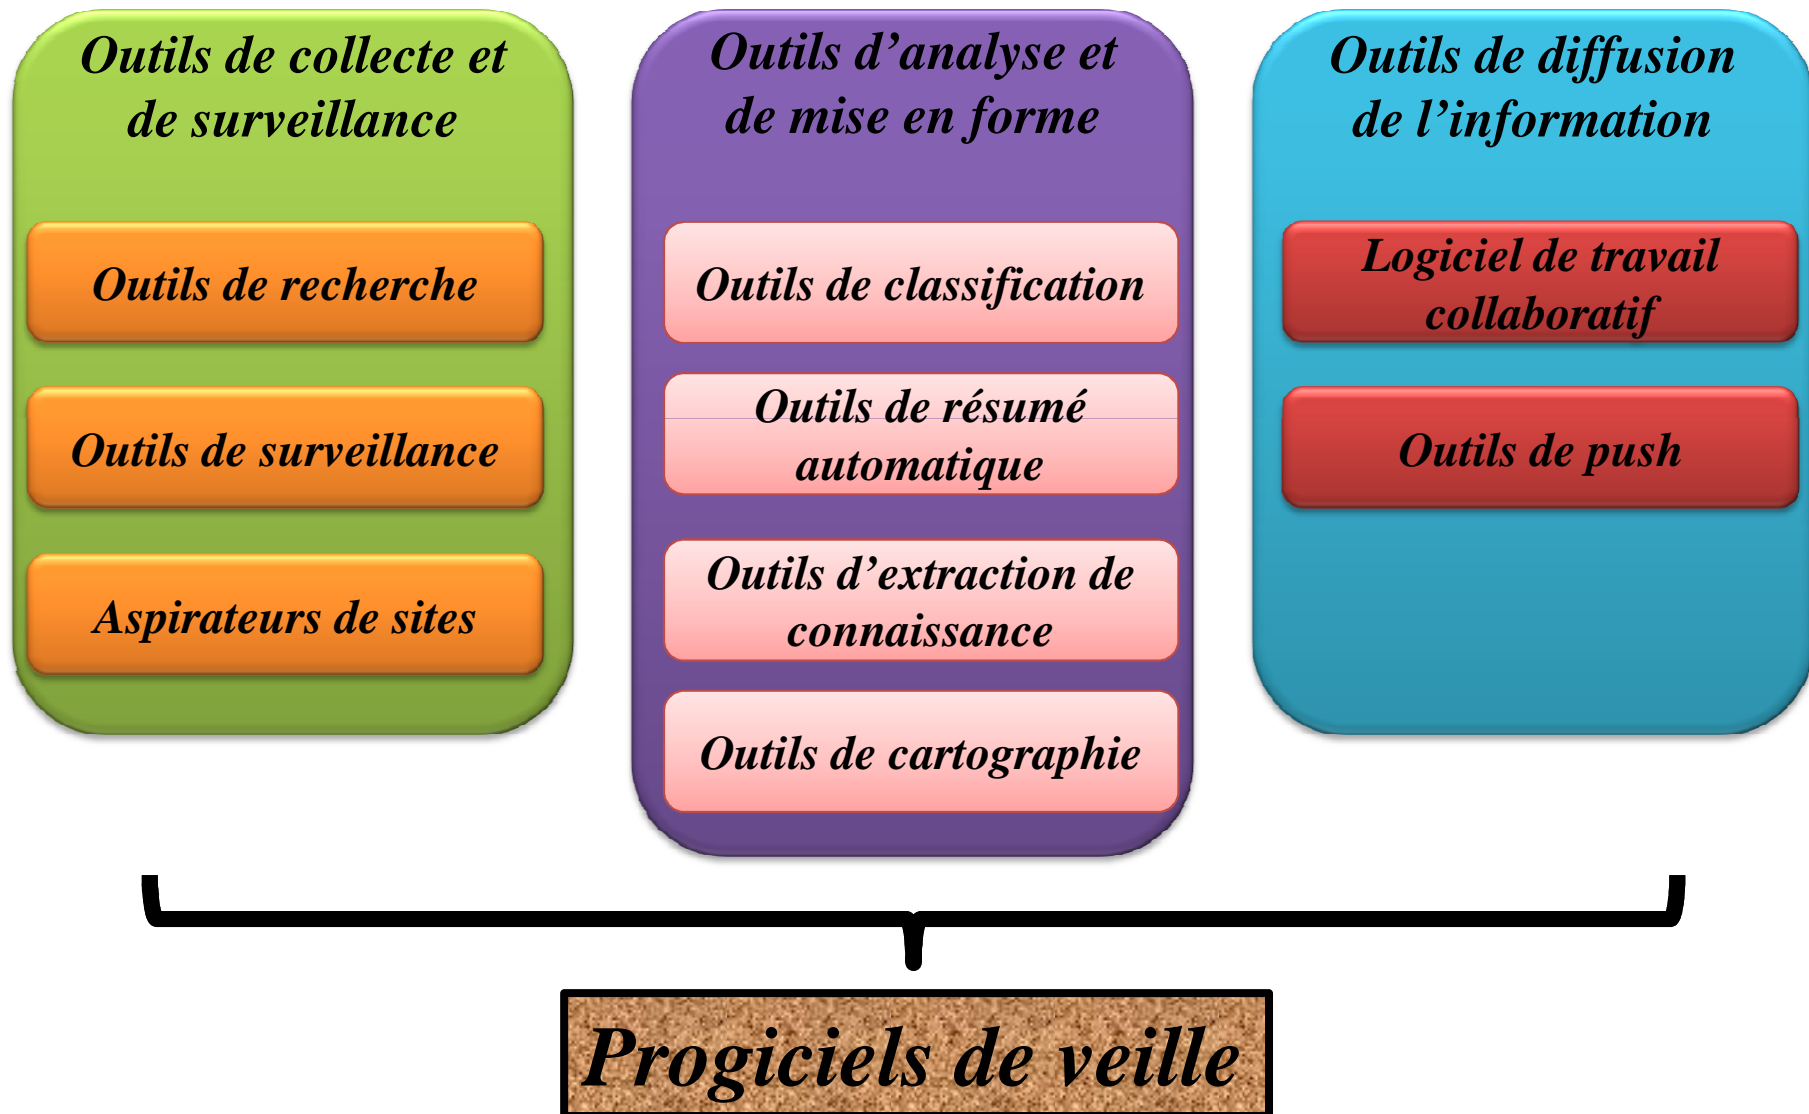 Outils de collecte et
de surveillance
Outils de recherche
Outils de surveillance
Aspirateurs de sites
Outils d’analyse et
de mise en forme
Outils de classification
Outils de résumé
automatique
Outils d’extraction de
connaissance
Outils de cartographie
Outils de diffusion
de l’information
Logiciel de travail
collaboratif
Outils de push
Progiciels de veille